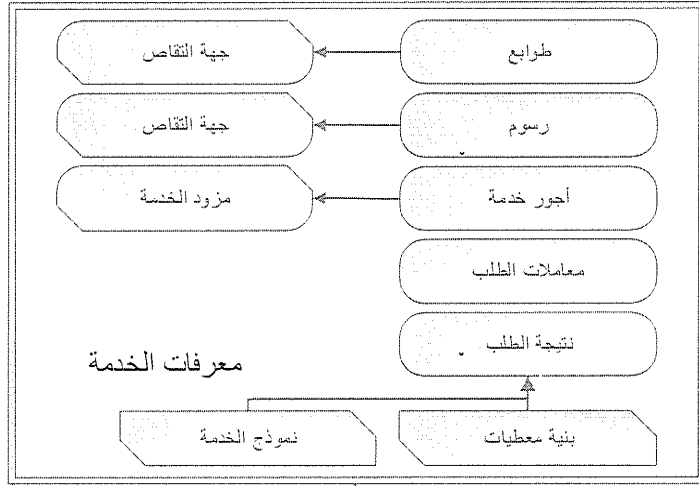 طوابع
جهة التقاص
رسوم
جهة التقاص
أجور خدمة
مزود الخدمة
معاملات الطلب
نتيجة الطلب
معرفات الخدمة
بنية معطيات
نموذج الخدمة